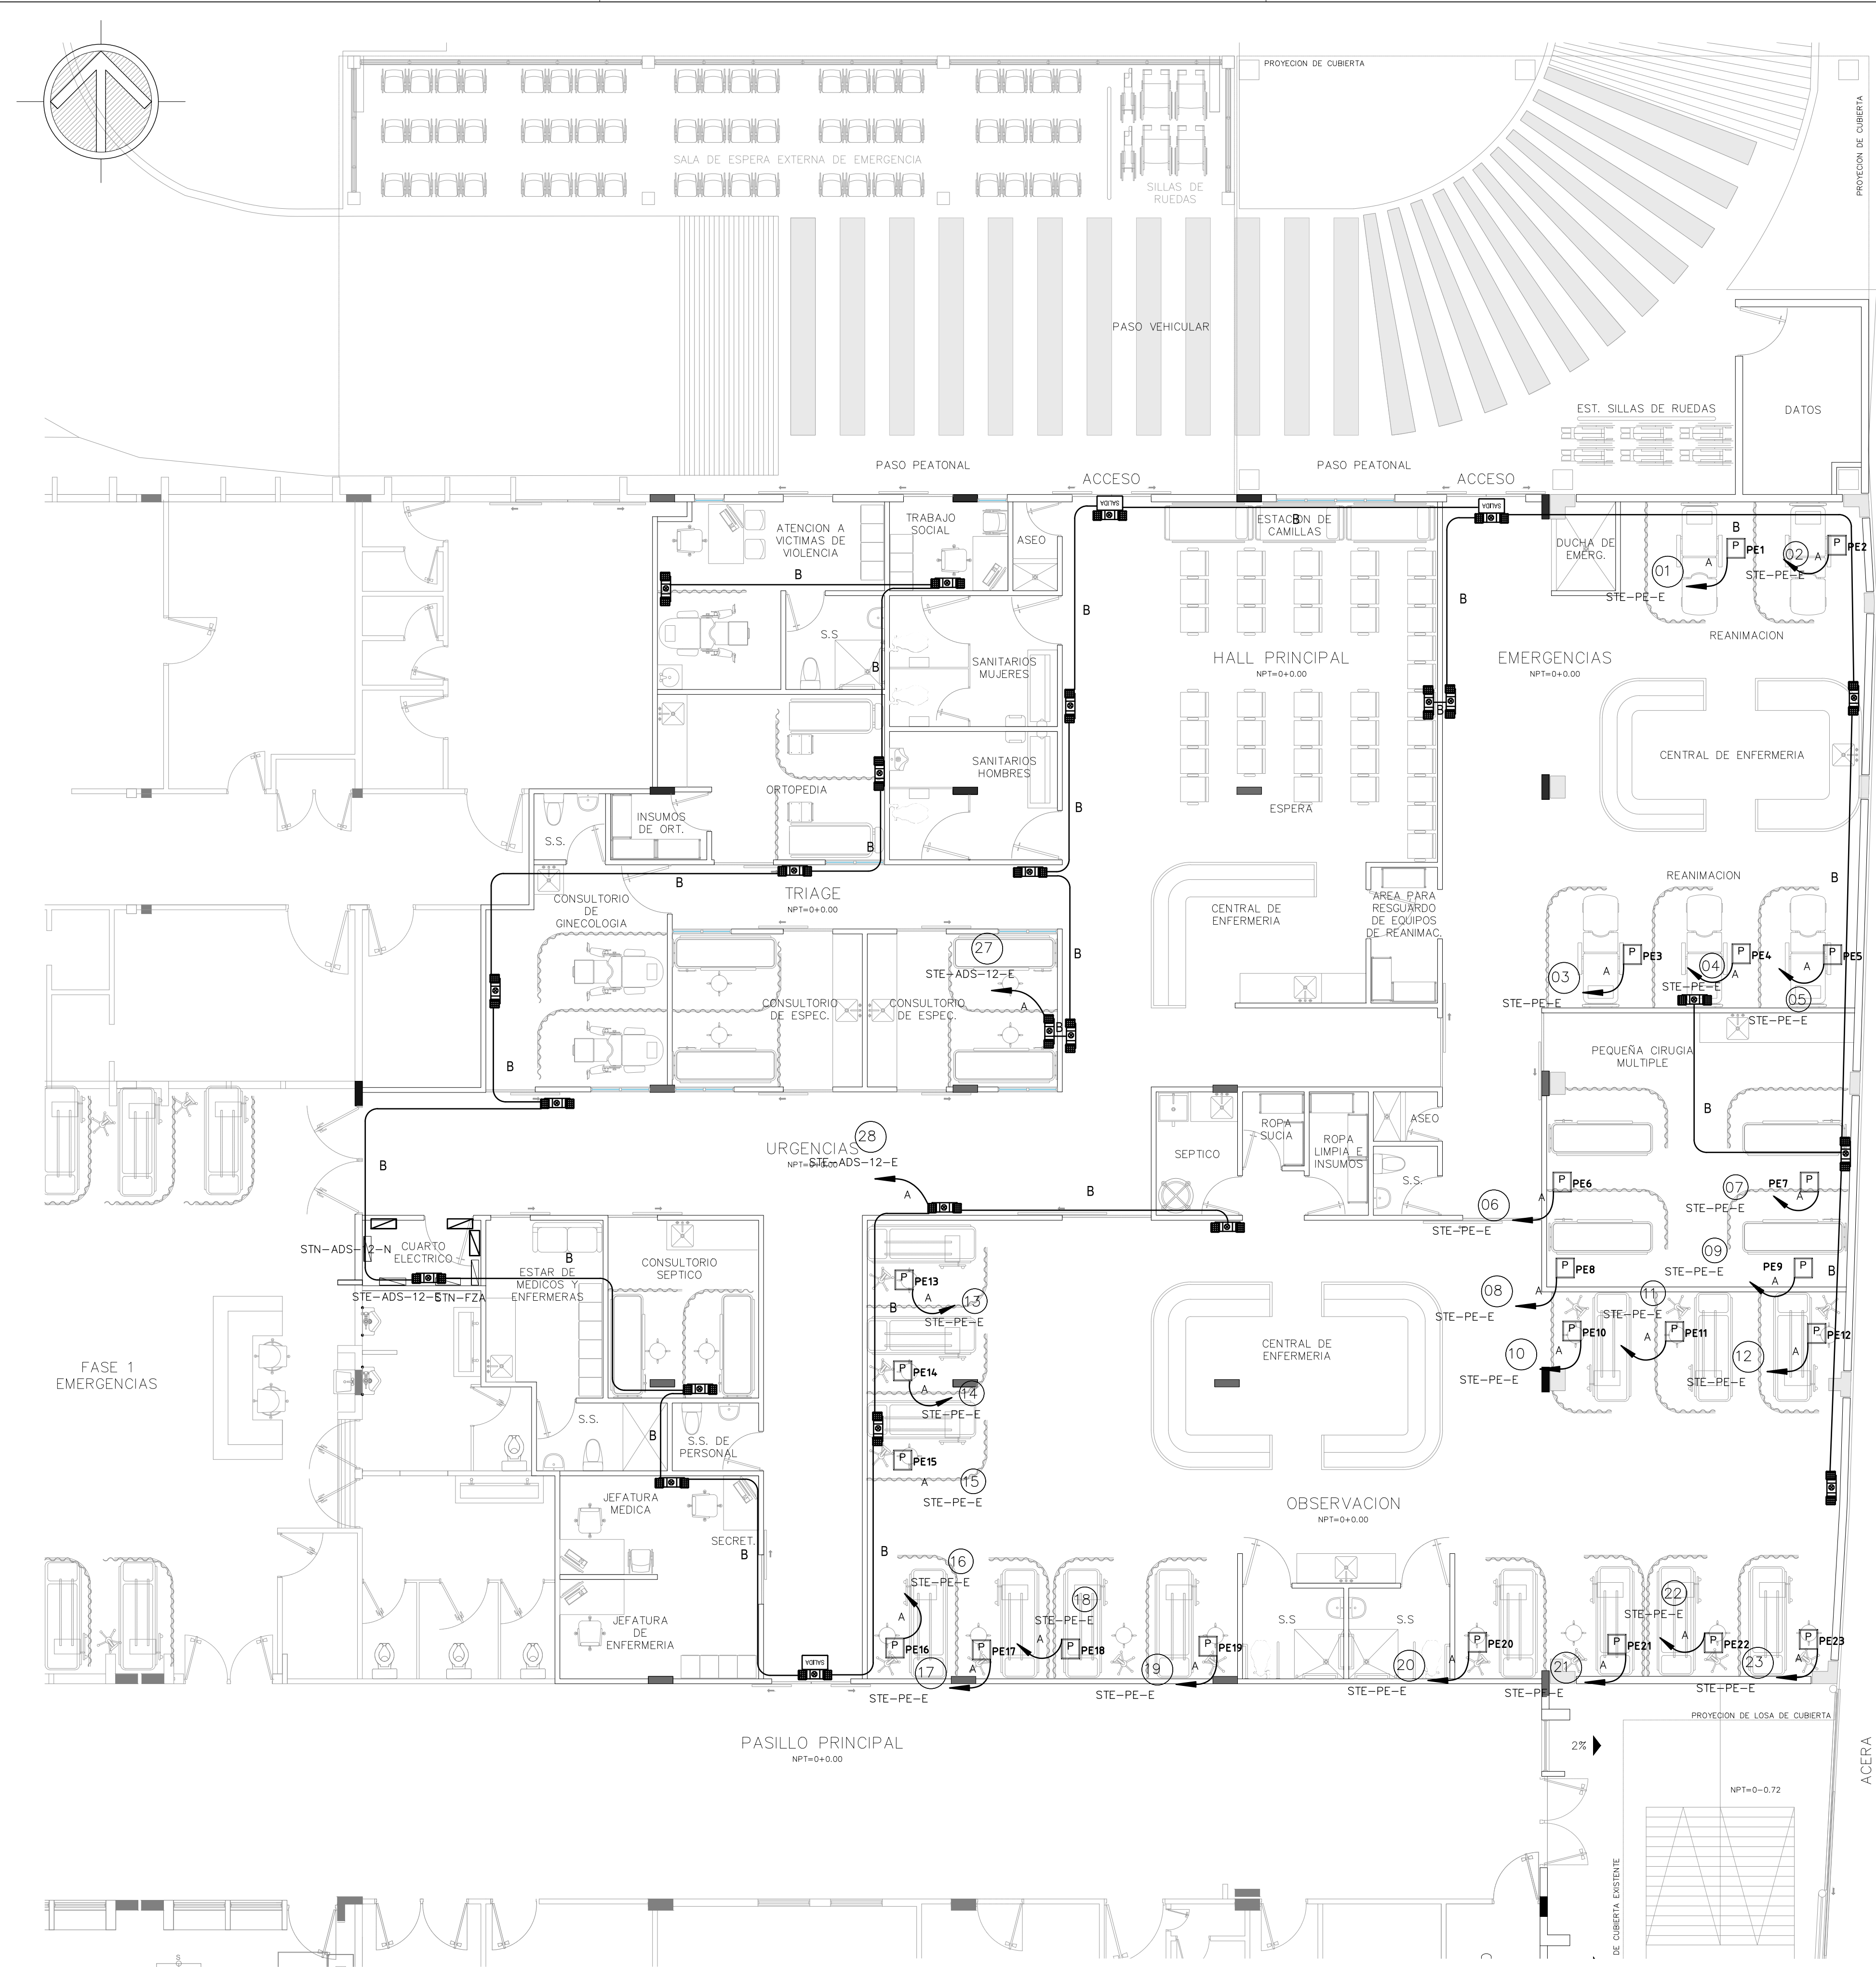 PROYECION DE CUBIERTA
PROYECION DE CUBIERTA
SALA DE ESPERA EXTERNA DE EMERGENCIA
SILLAS DE
RUEDAS
PASO VEHICULAR
EST. SILLAS DE RUEDAS
DATOS
PASO PEATONAL
ACCESO
PASO PEATONAL
ACCESO
SALIDA
SALIDA
ATENCION A
VICTIMAS DE
VIOLENCIA
TRABAJO
SOCIAL
ASEO
ESTACION DE
CAMILLAS
B
DUCHA DE
EMERG.
01
A
B
PE1
STE-PE-E
02
A
PE2
STE-PE-E
REANIMACION
B
B
B
S.S
B
SANITARIOS
MUJERES
HALL PRINCIPAL
NPT=0+0.00
EMERGENCIAS
NPT=0+0.00
B
CENTRAL DE ENFERMERIA
SANITARIOS
HOMBRES
ORTOPEDIA
ESPERA
B
INSUMOS
DE ORT.
S.S.
B
B
TRIAGE
NPT=0+0.00
CONSULTORIO
DE
GINECOLOGIA
CENTRAL DE
ENFERMERIA
AREA PARA
RESGUARDO
DE EQUIPOS
DE REANIMAC.
REANIMACION
B
27
STE-ADS-12-E
A
B
B
CONSULTORIO
DE ESPEC.
CONSULTORIO
DE ESPEC.
03
A
PE3
STE-PE-E
04
A
PE4
STE-PE-E
05
A
PE5
STE-PE-E
PEQUEÑA CIRUGIA
MULTIPLE
B
B
B
28
URGENCIAS
NPT=0+0.00
STE-ADS-12-E
A
B
SEPTICO
ROPA
SUCIA
ROPA
LIMPIA E
INSUMOS
ASEO
S.S.
06
A
PE6
STE-PE-E
07
A
PE7
STE-PE-E
STN-ADS-12-N
CUARTO
ELECTRICO
STE-ADS-12-E
STN-FZA
ESTAR DE
MEDICOS Y
ENFERMERAS
B
CONSULTORIO
SEPTICO
PE13
A
13
STE-PE-E
B
08
A
PE8
STE-PE-E
09
A
PE9
STE-PE-E
B
FASE 1
EMERGENCIAS
PE14
A
14
STE-PE-E
CENTRAL DE
ENFERMERIA
10
A
PE10
STE-PE-E
11
A
PE11
STE-PE-E
12
A
PE12
STE-PE-E
S.S.
B
S.S. DE
PERSONAL
PE15
A
15
STE-PE-E
JEFATURA
MEDICA
SECRET.
B
B
OBSERVACION
NPT=0+0.00
JEFATURA
DE
ENFERMERIA
SALIDA
16
STE-PE-E
A
PE16
17
A
PE17
STE-PE-E
18
STE-PE-E
A
PE18
19
A
PE19
STE-PE-E
S.S
S.S
20
A
PE20
STE-PE-E
21
A
PE21
STE-PE-E
22
STE-PE-E
A
PE22
23
A
PE23
STE-PE-E
PASILLO PRINCIPAL
NPT=0+0.00
PROYECION DE LOSA DE CUBIERTA
2%
NPT=0-0.72
ACERA
DE CUBIERTA EXISTENTE